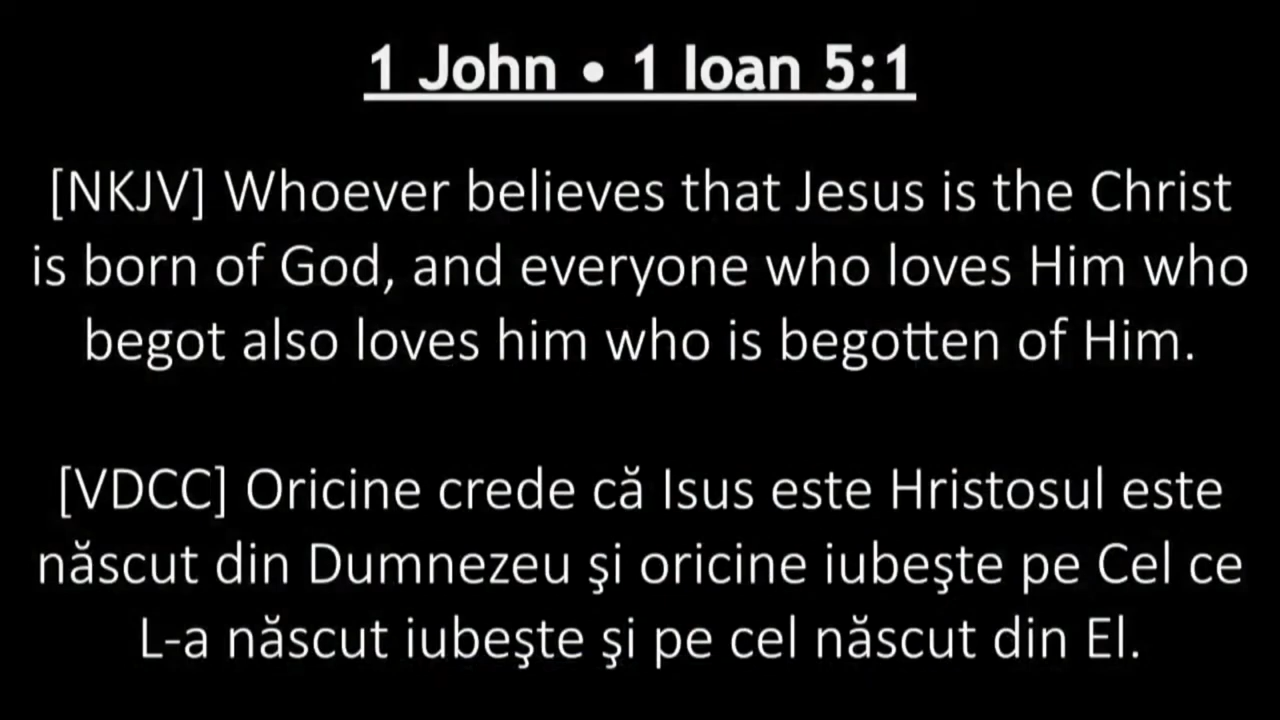 1 John • 1 Ioan 5:1
[NKJV] Whoever believes that Jesus is the Christ
is born of God, and everyone who loves Him who
begot also loves him who is begotten of Him.
[VDCC] Oricine crede că Isus este Hristosul este
născut din Dumnezeu şi oricine iubeşte pe Cel ce
L-a născut iubeşte şi pe cel născut din El.